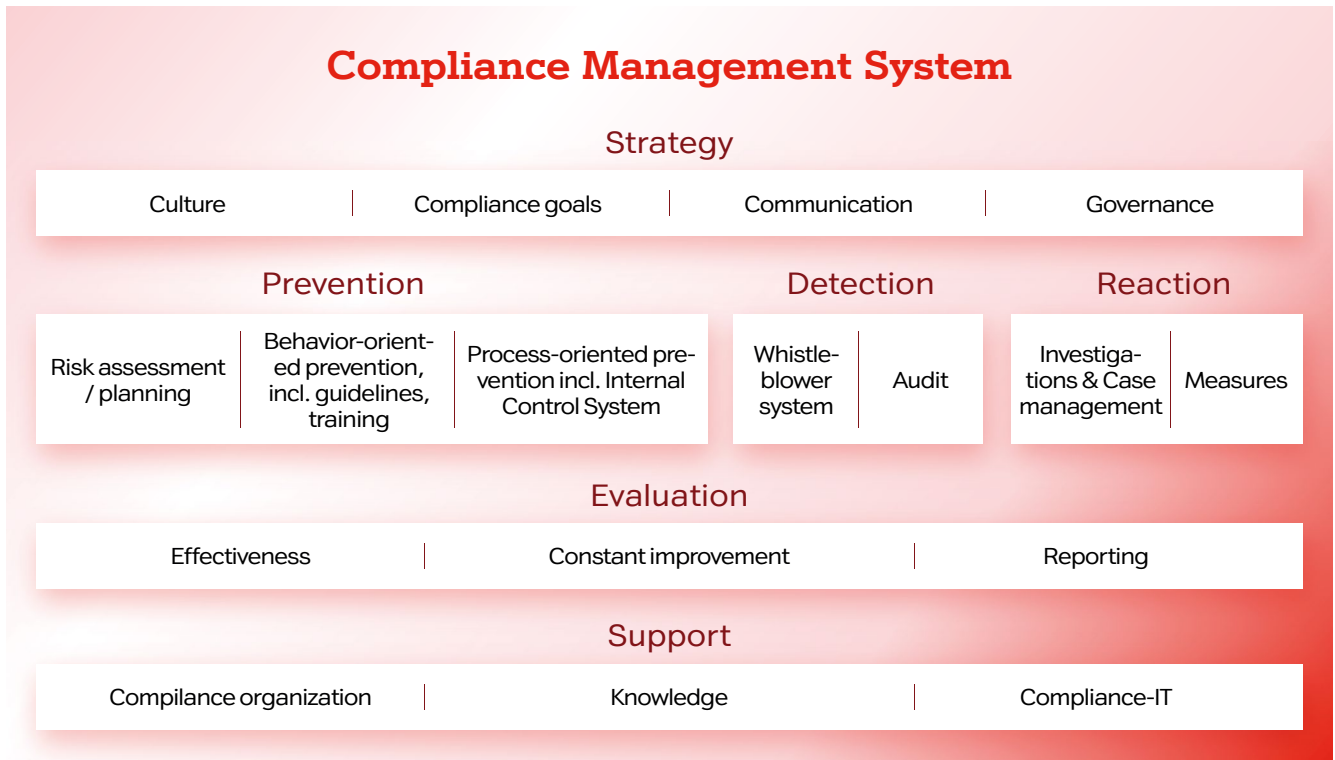 Compliance Management System
Strategy
Culture
Compliance goals
Communication
Governance
Prevention
Risk assessment
/ planning
Behavior-orient-
ed prevention,
incl. guidelines,
training
Process-oriented pre-
vention incl. Internal
Control System
Detection
Whistle-
blower
system
Audit
Reaction
Investiga-
tions & Case
management
Measures
Evaluation
Effectiveness
Constant improvement
Reporting
Support
Compilance organization
Knowledge
Compliance-IT